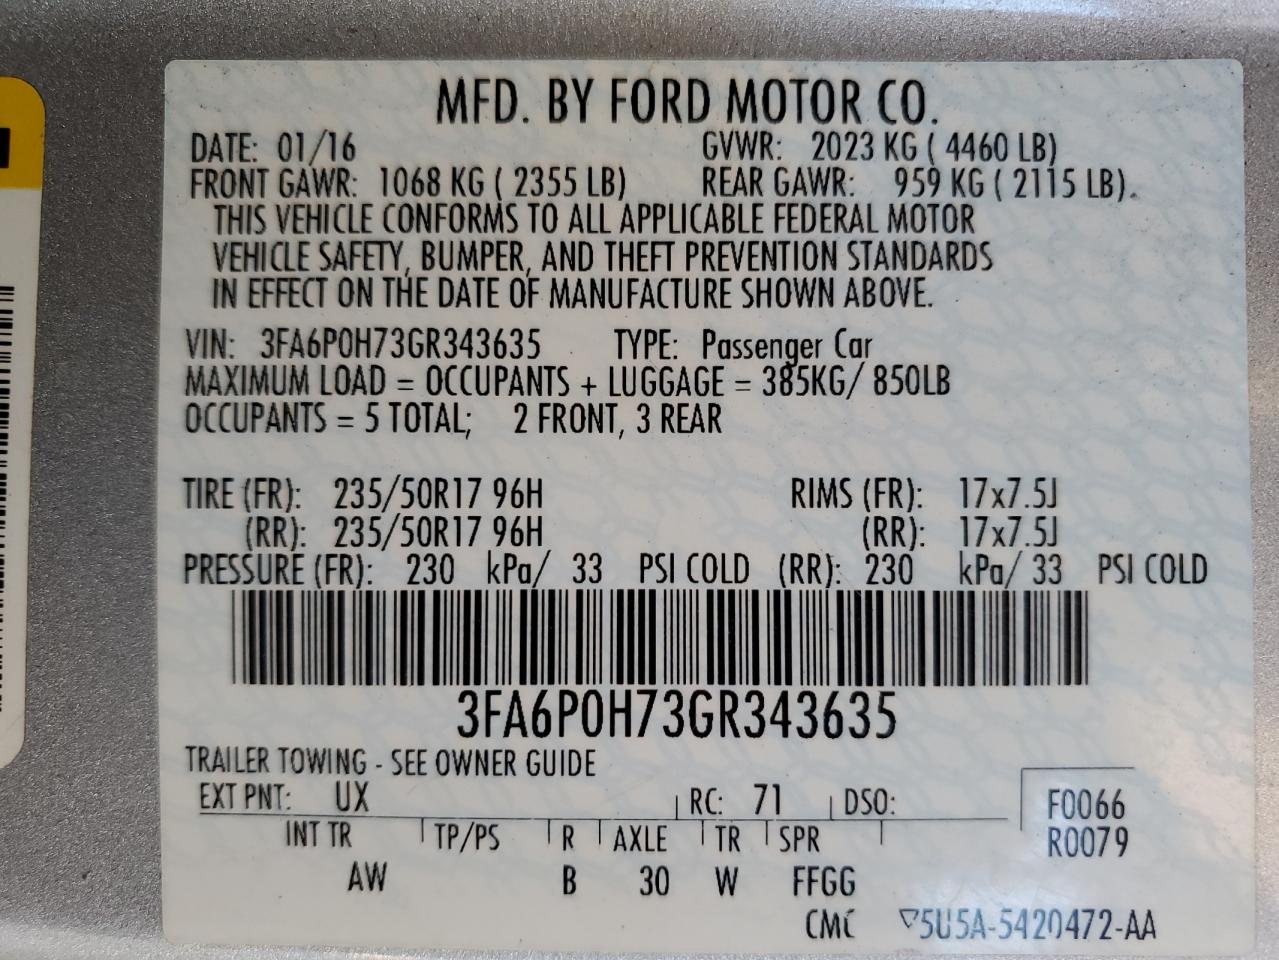 MFD. BY FORD MOTOR CO.
DATE: 01/16 GVWR: 2023 KG ( 4460 LB)
FRONT GAWR: 1068 KG ( 2355 LB) REAR GAWR: 959 KG ( 2115 LB).
THIS VEHICLE CONFORMS TO ALL APPLICABLE FEDERAL MOTOR
VEHICLE SAFETY, BUMPER, AND THEFT PREVENTION STANDARDS
IN EFFECT ON THE DATE OF MANUFACTURE SHOWN ABOVE.
VIN: 3FA6P0H73GR343635 TYPE: Passenger Car
MAXIMUM LOAD = OCCUPANTS + LUGGAGE = 385KG/ 850LB
OCCUPANTS = 5 TOTAL; 2 FRONT, 3 REAR
TIRE (FR): 235/50R17 96H RIMS (FR): 17x7.5J
(RR): 235/50R17 96H (RR): 17x7.5J
PRESSURE (FR): 230 kPa/ 33 PSI COLD (RR): 230 kPa/ 33 PSI COLD
3FA6P0H73GR343635
TRAILER TOWING - SEE OWNER GUIDE
EXT PNT: UX RC: 71 DSO: F0066
INT TR TP/PS R AXLE TR SPR R0079
AW B 30 W FFGG
CMC ▽5U5A-5420472-AA